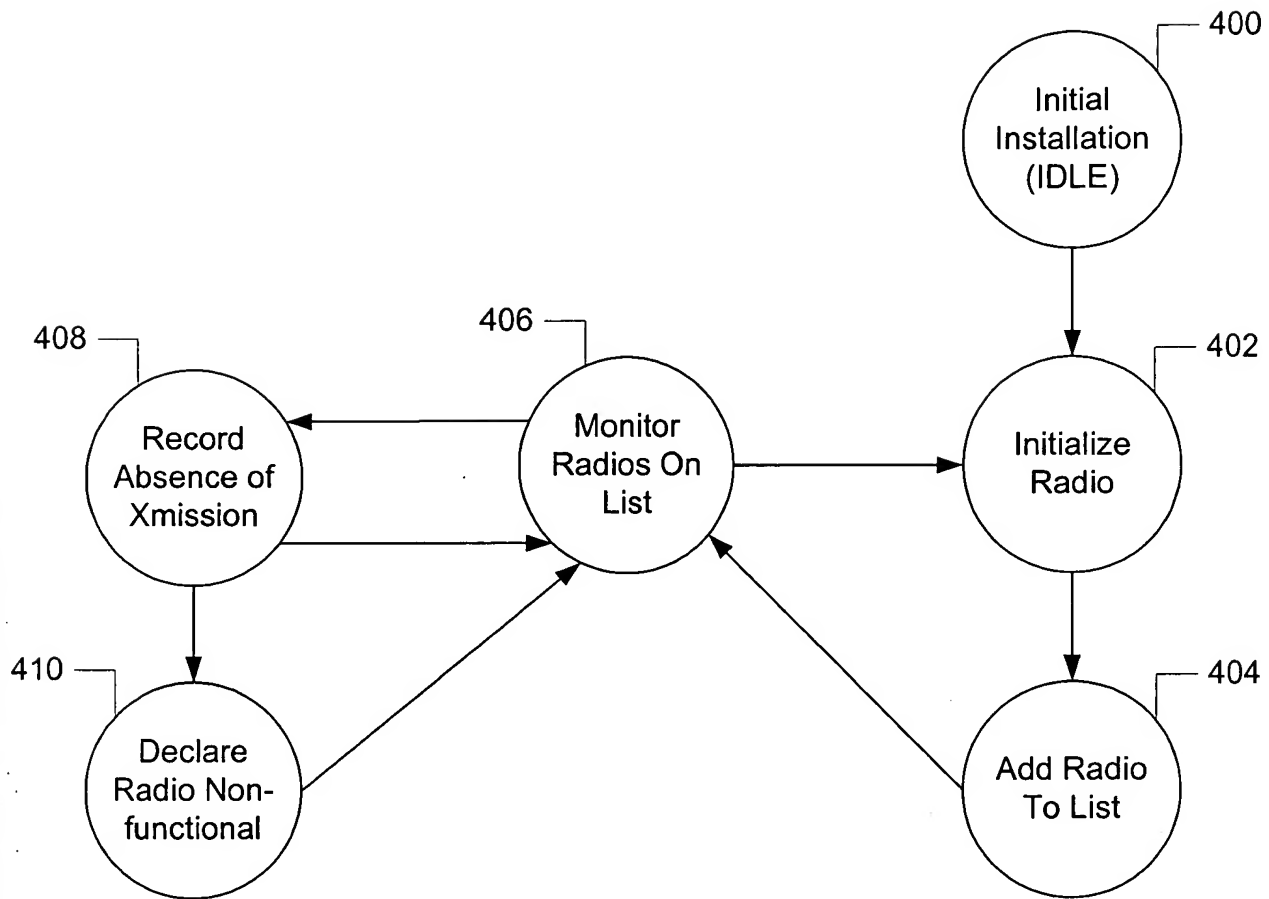 400
Initial
Installation
(IDLE)
406
408
402
Record
Absence of
Xmission
Monitor
Radios On
List
Initialize
Radio
410
404
Declare
Radio Non-
functional
Add Radio
To List